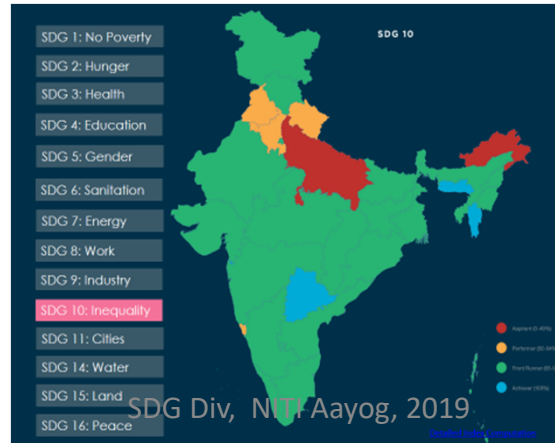 SDG 1: No Poverty
SDG 2: Hunger
SDG 3: Health
SDG 4: Education
SDG 5: Gender
SDG 6: Sanitation
SDG 7: Energy
SDG 8: Work
SDG 9: Industry
SDG 10: Inequality
SDG 11: Cities
SDG 14: Water
SDG 15: Land
SDG 16: Peace
SDG 10
Aspirant (0-49%)
Performer (50-64%)
Front Runner
Achiever (100%)
SDG Div, NITI Aayog, 2019